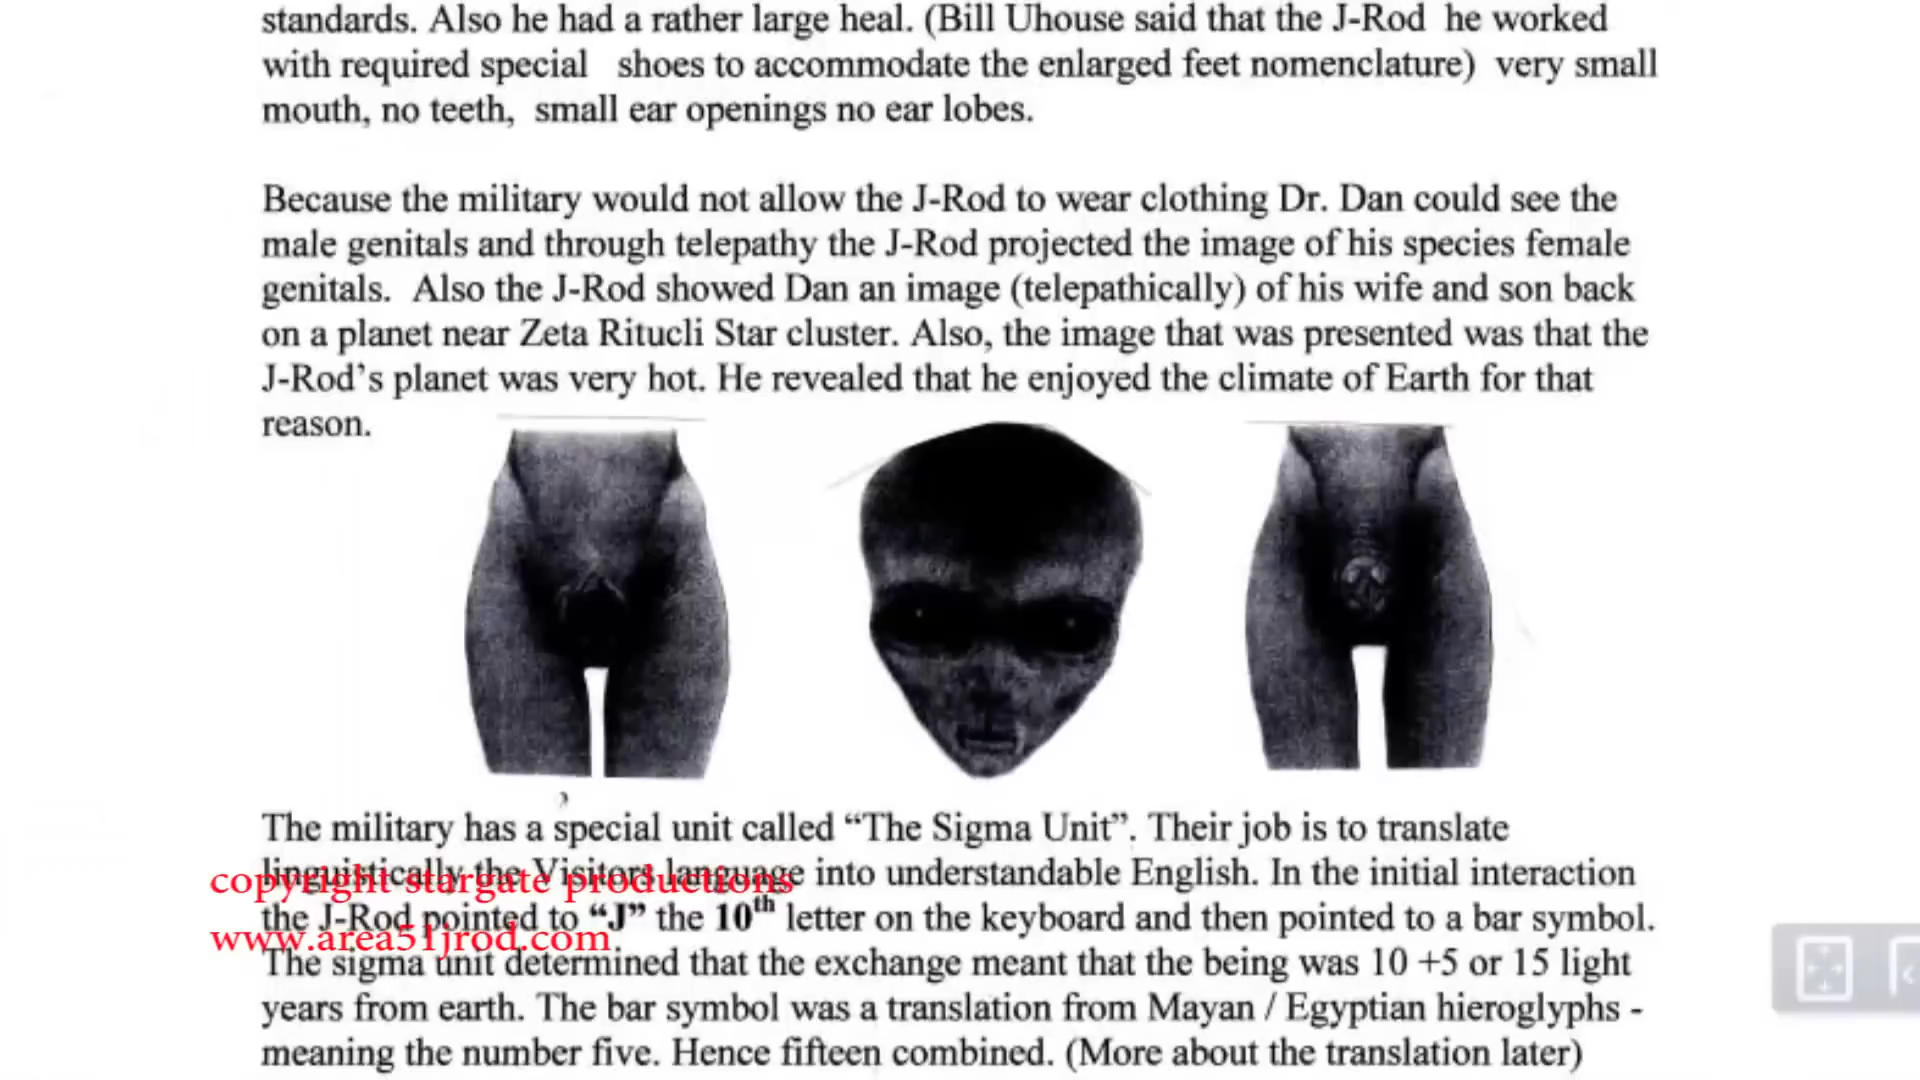 standards. Also he had a rather large heal. (Bill Uhouse said that the J-Rod he worked
with required special shoes to accommodate the enlarged feet nomenclature) very small
mouth, no teeth, small ear openings no ear lobes.
Because the military would not allow the J-Rod to wear clothing Dr. Dan could see the
male genitals and through telepathy the J-Rod projected the image of his species female
genitals. Also the J-Rod showed Dan an image (telepathically) of his wife and son back
on a planet near Zeta Ritucli Star cluster. Also, the image that was presented was that the
J-Rod's planet was very hot. He revealed that he enjoyed the climate of Earth for that
reason.
The military has a special unit called “The Sigma Unit”. Their job is to translate
linguistically the Visitors language into understandable English. In the initial interaction
copyright stargate productions
the J-Rod pointed to “J” the 10th letter on the keyboard and then pointed to a bar symbol.
www.area51jrod.com
The sigma unit determined that the exchange meant that the being was 10 +5 or 15 light
years from earth. The bar symbol was a translation from Mayan / Egyptian hieroglyphs -
meaning the number five. Hence fifteen combined. (More about the translation later)